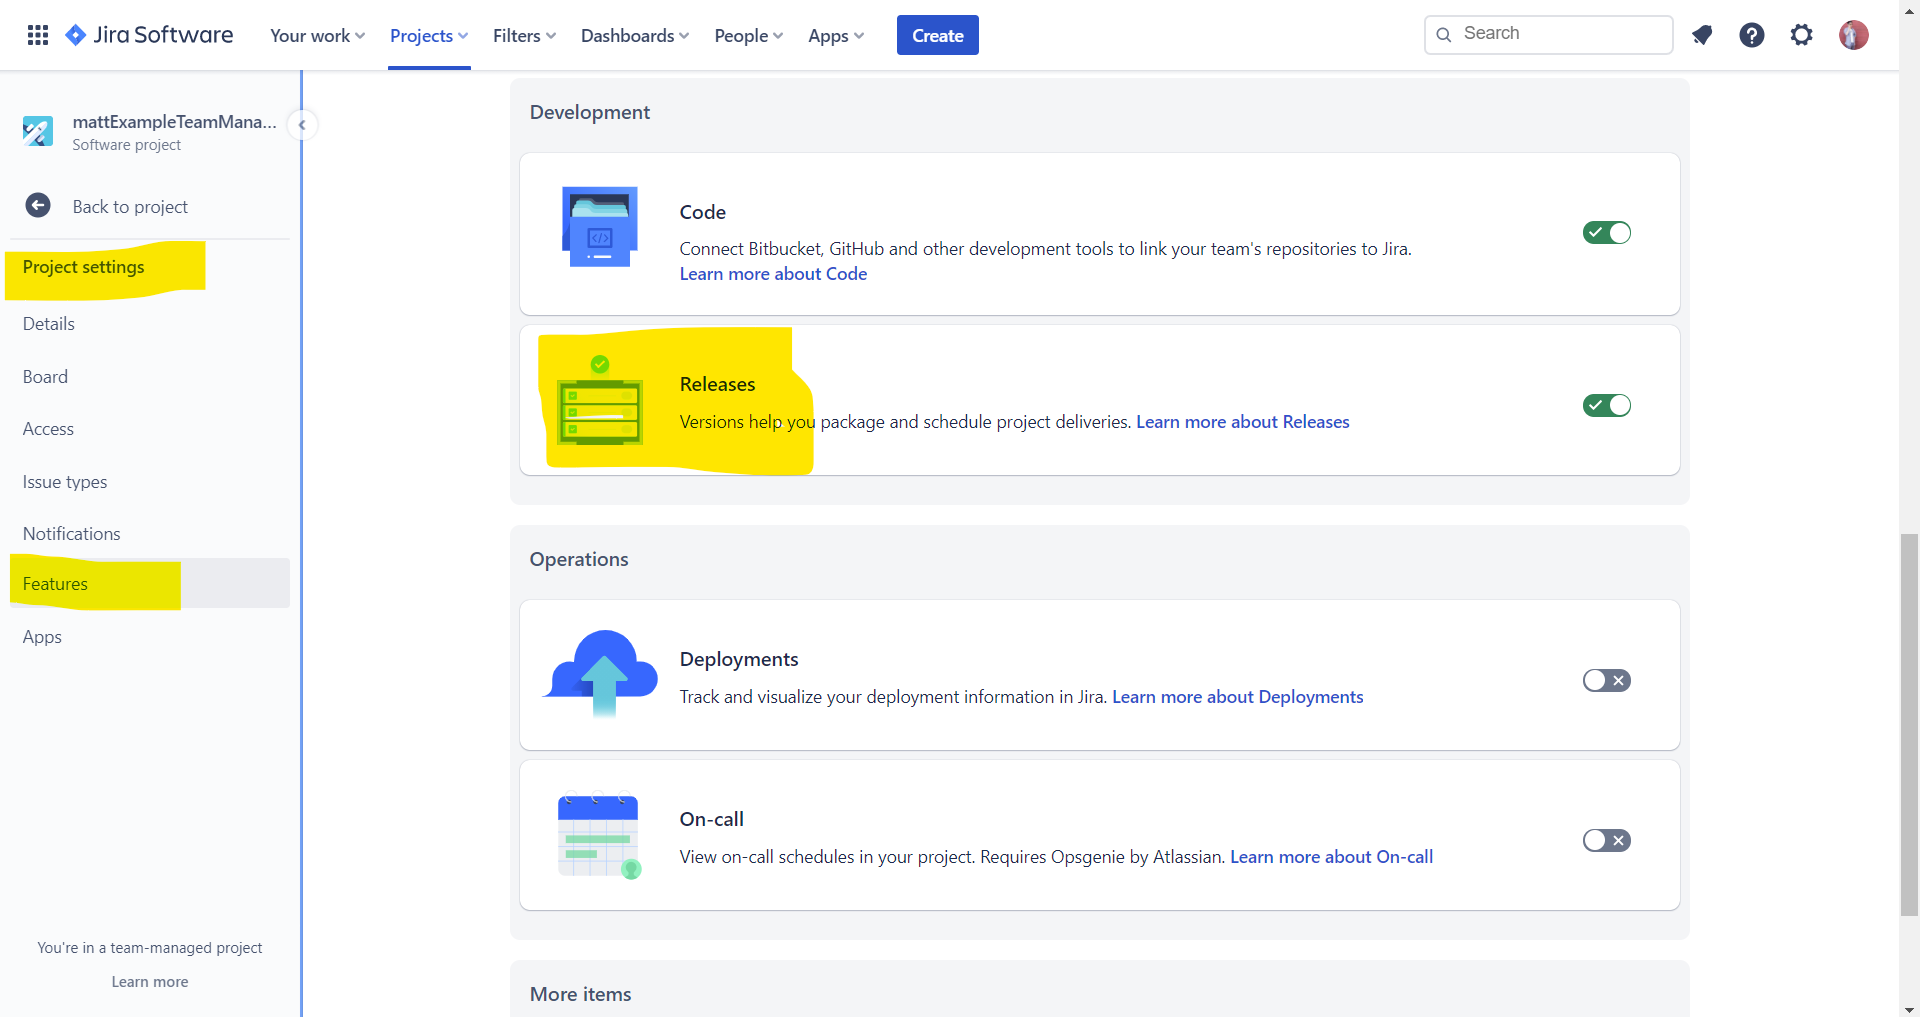 Jira Software Your work Projects Filters Dashboards People Apps Create Search
mattExampleTeamMana...
Software project
Back to project
Project settings
Details
Board
Access
Issue types
Notifications
Features
Apps
You're in a team-managed project
Learn more
Development
Code
Connect Bitbucket, GitHub and other development tools to link your team's repositories to Jira.
Learn more about Code
Releases
Versions help you package and schedule project deliveries. Learn more about Releases
Operations
Deployments
Track and visualize your deployment information in Jira. Learn more about Deployments
On-call
View on-call schedules in your project. Requires Opsgenie by Atlassian. Learn more about On-call
More items